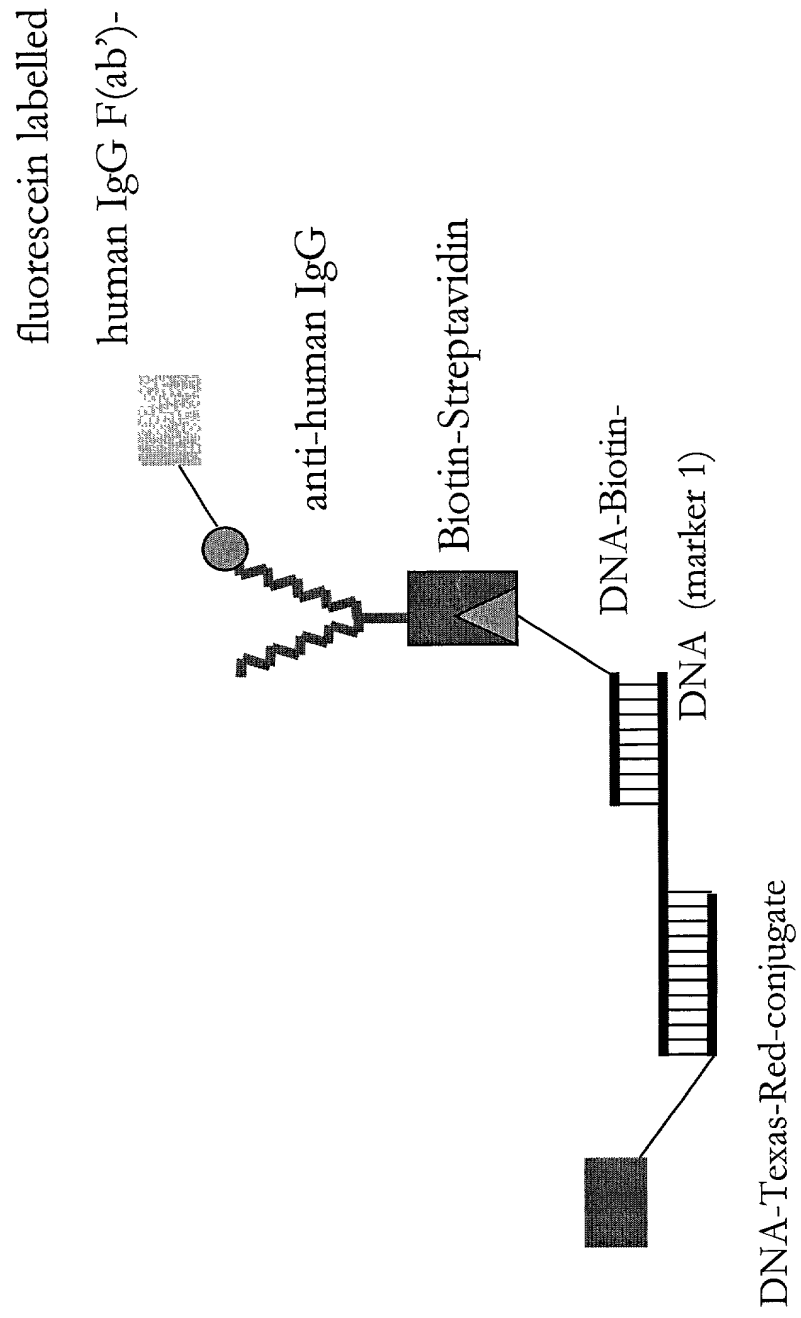 fluorescein labelled
human IgG F(ab')-
anti-human IgG
Biotin-Streptavidin
DNA-Biotin-
DNA (marker 1)
DNA-Texas-Red-conjugate